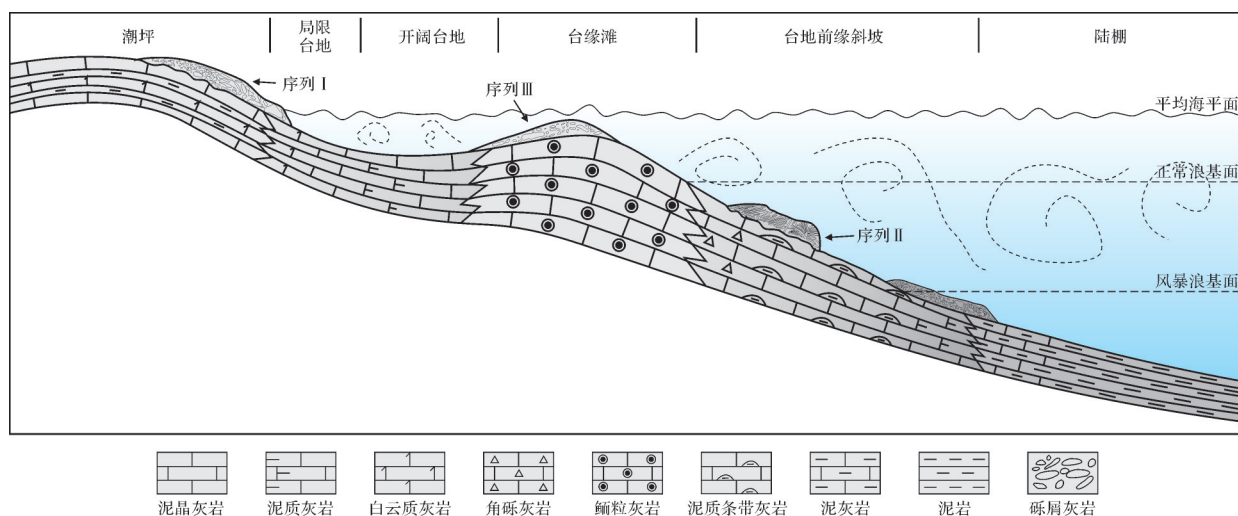 潮坪
局限
台地
开阔台地
台缘滩
台地前缘斜坡
陆棚
序列Ⅰ
序列Ⅲ
平均海平面
正常浪基面
序列Ⅱ
风暴浪基面
泥晶灰岩
泥质灰岩
白云质灰岩
角砾灰岩
鲕粒灰岩
泥质条带灰岩
泥灰岩
泥岩
砾屑灰岩